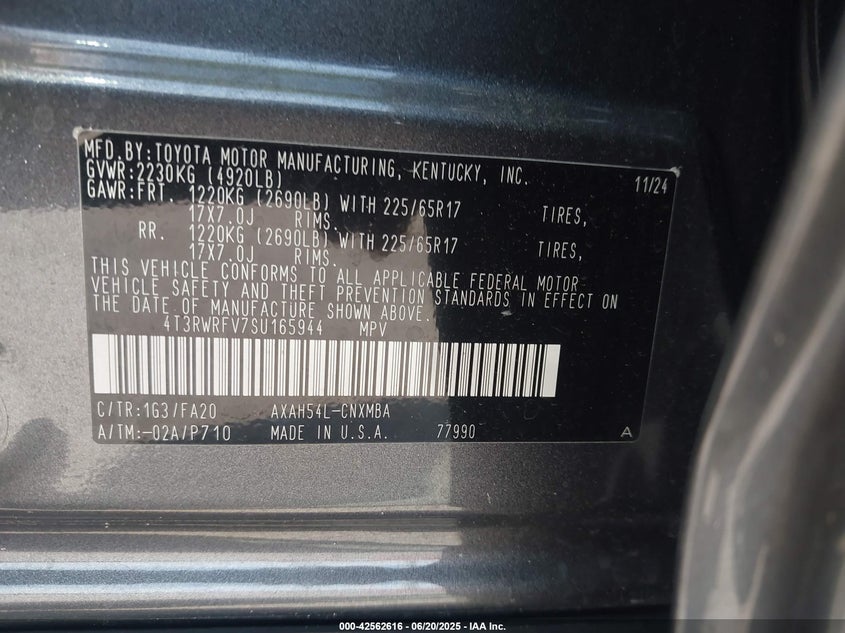 MFD.BY:TOYOTA MOTOR MANUFACTURING, KENTUCKY, INC.
GVWR:2230KG (4920LB) 11/24
GAWR:FRT. 1220KG (2690LB) WITH 225/65R17 TIRES,
17X7.0J RIMS.
RR. 1220KG (2690LB) WITH 225/65R17 TIRES,
17X7.0J RIMS.
THIS VEHICLE CONFORMS TO ALL APPLICABLE FEDERAL MOTOR
VEHICLE SAFETY AND THEFT PREVENTION STANDARDS IN EFFECT ON
THE DATE OF MANUFACTURE SHOWN ABOVE.
4T3RWRFV7SU165944 MPV
C/TR:1G3/FA20 AXAH54L-CNXMBA
A/TM:-02A/P710 MADE IN U.S.A. 77990 A
000-42562616 - 06/20/2025 - IAA Inc.